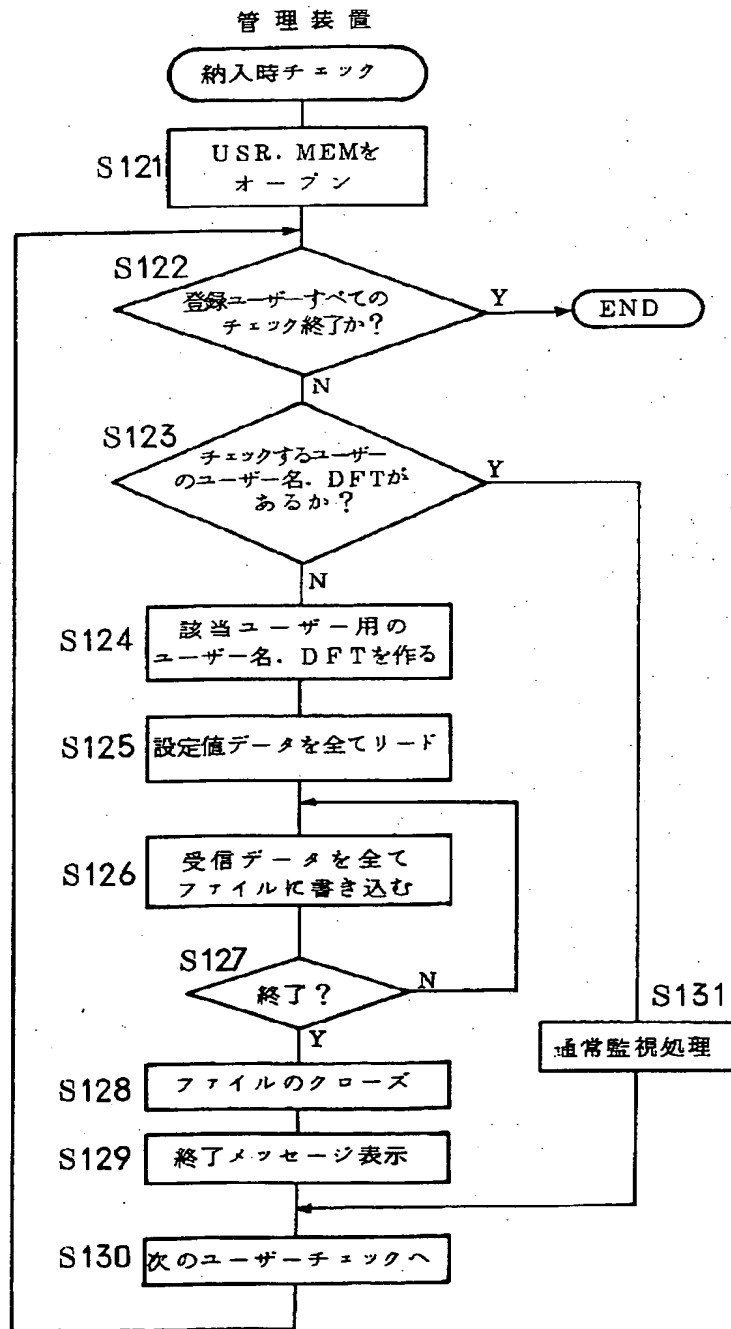 管理装置
納入時チェック
S121
USR. MEMを
オープン
S122
登録ユーザーすべての
チェック終了か?
Y
END
N
S123
チェックするユーザー
のユーザー名. DFTが
あるか?
Y
N
S124
該当ユーザー用の
ユーザー名. DFTを作る
S125
設定値データを全てリード
S126
受信データを全て
ファイルに書き込む
S127
終了?
N
Y
S131
通常監視処理
S128
ファイルのクローズ
S129
終了メッセージ表示
S130
次のユーザーチェックへ